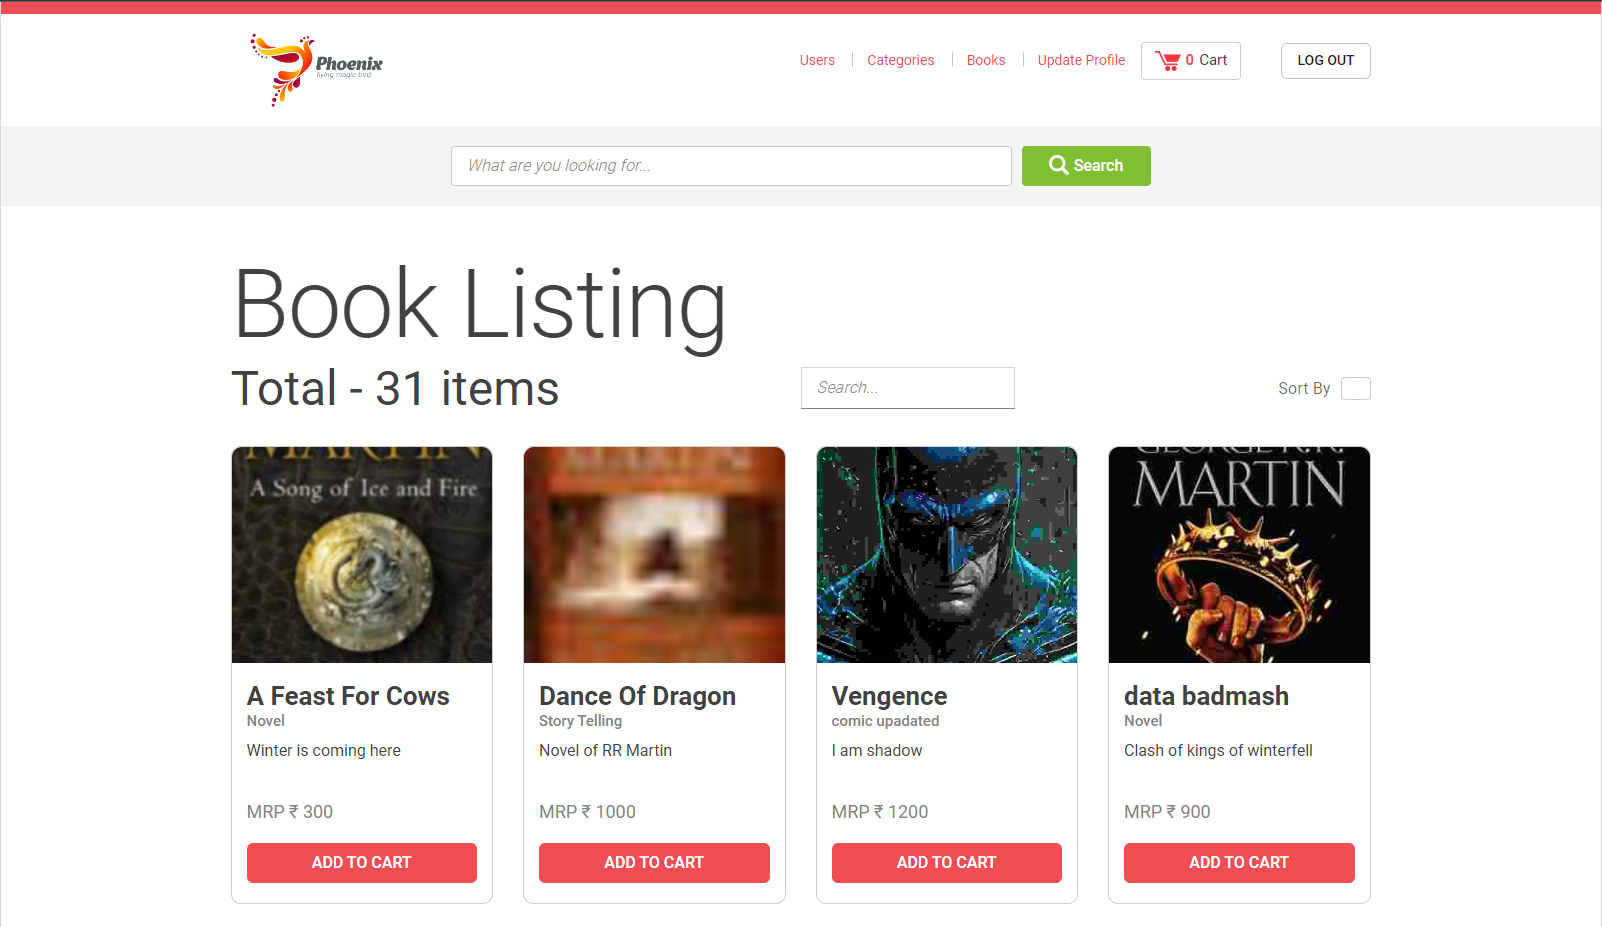 Phoenix
flying magic bird
Users
Categories
Books
Update Profile
0 Cart
LOG OUT
What are you looking for...
Search
Book Listing
Total - 31 items
Search...
Sort By
MARTIN
A Song of Ice and Fire
GEORGE R.R.
MARTIN
A Feast For Cows
Novel
Winter is coming here
MRP ₹ 300
ADD TO CART
Dance Of Dragon
Story Telling
Novel of RR Martin
MRP ₹ 1000
ADD TO CART
Vengence
comic upadated
I am shadow
MRP ₹ 1200
ADD TO CART
data badmash
Novel
Clash of kings of winterfell
MRP ₹ 900
ADD TO CART